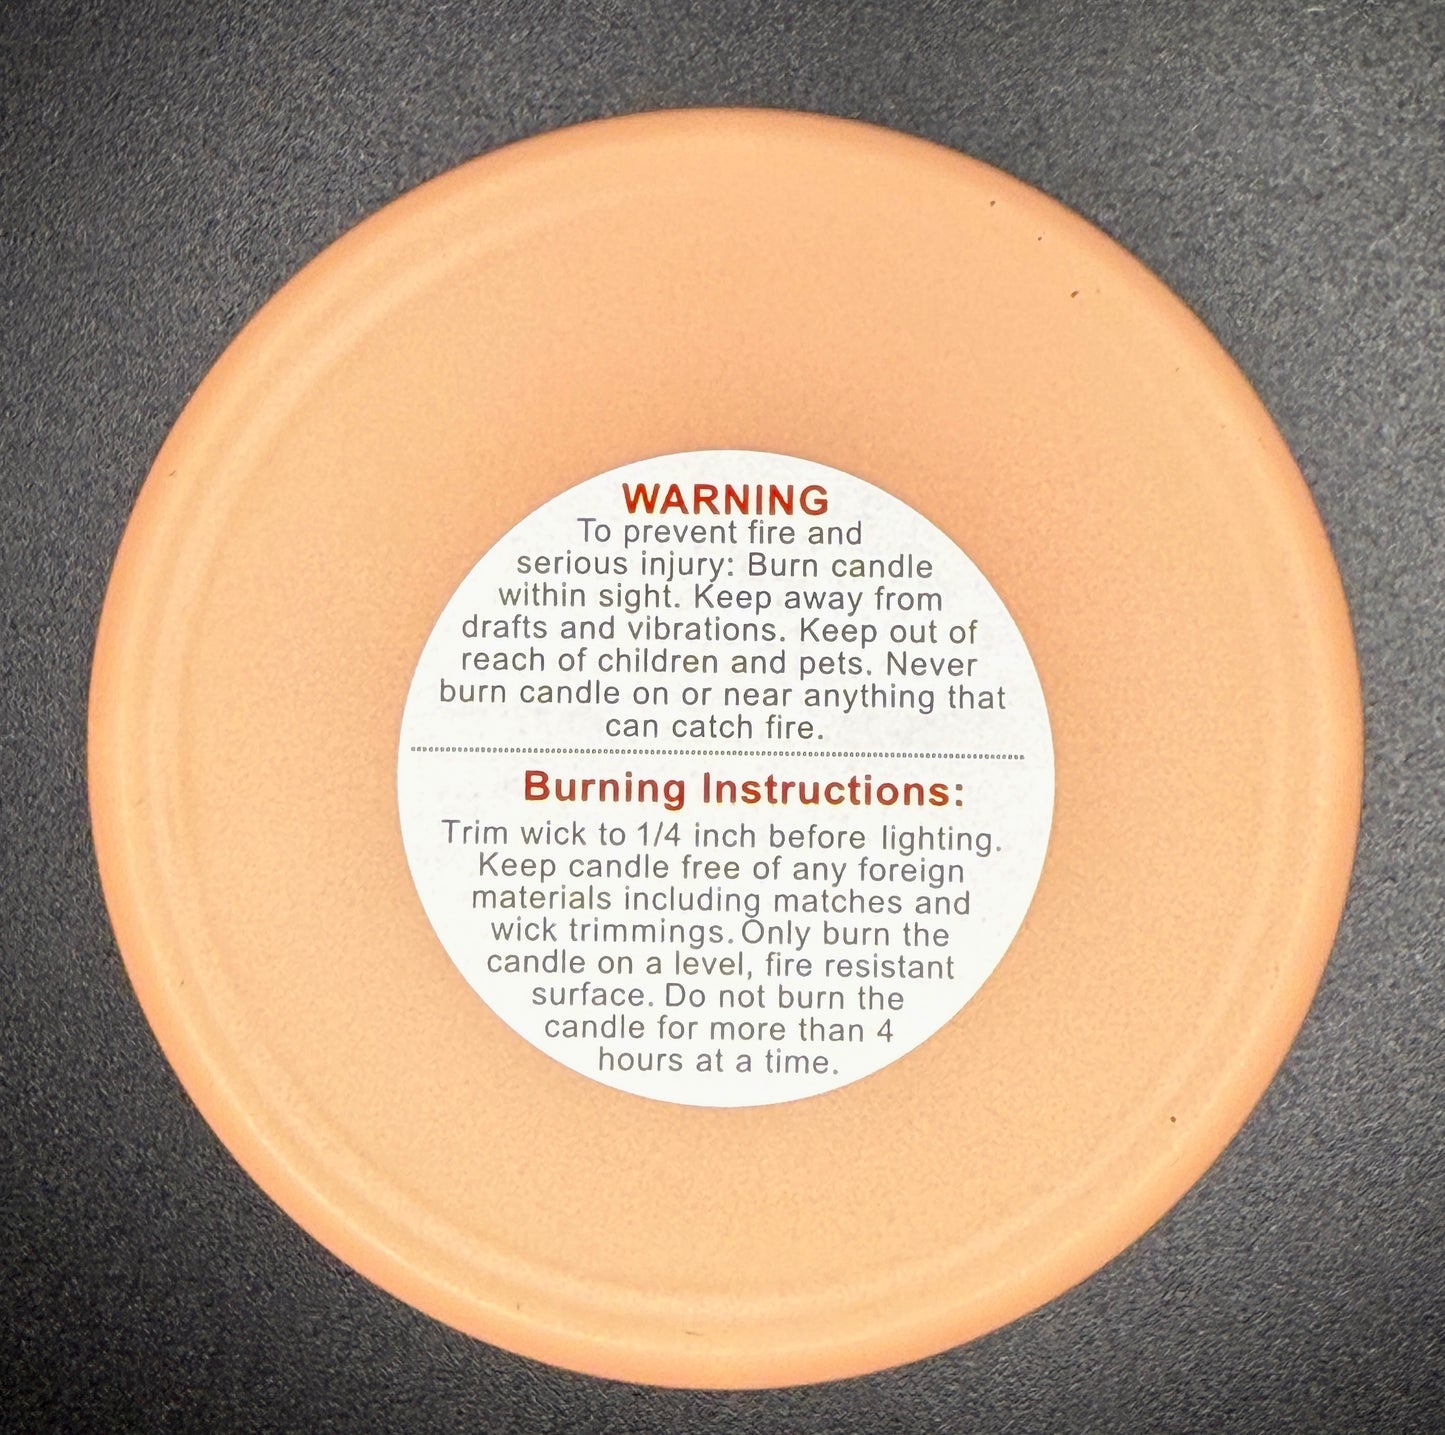 WARNING
To prevent fire and
serious injury: Burn candle
within sight. Keep away from
drafts and vibrations. Keep out of
reach of children and pets. Never
burn candle on or near anything that
can catch fire.
Burning Instructions:
Trim wick to 1/4 inch before lighting.
Keep candle free of any foreign
materials including matches and
wick trimmings. Only burn the
candle on a level, fire resistant
surface. Do not burn the
candle for more than 4
hours at a time.